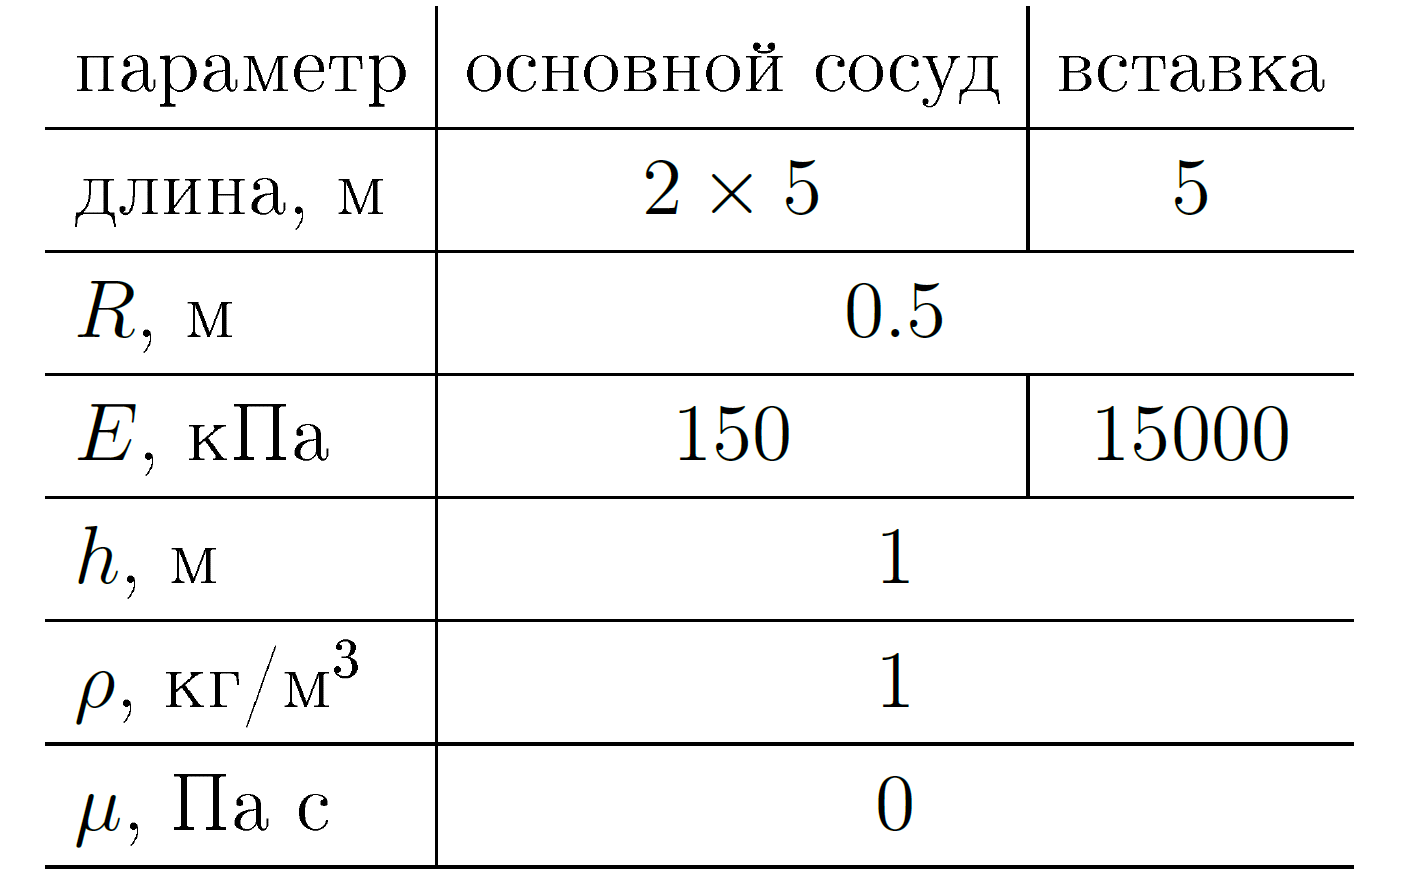 параметр основной сосуд вставка
длина, м 2 × 5 5
R, м 0.5
E, кПа 150 15000
h, м 1
ρ, кг/м³ 1
μ, Па с 0